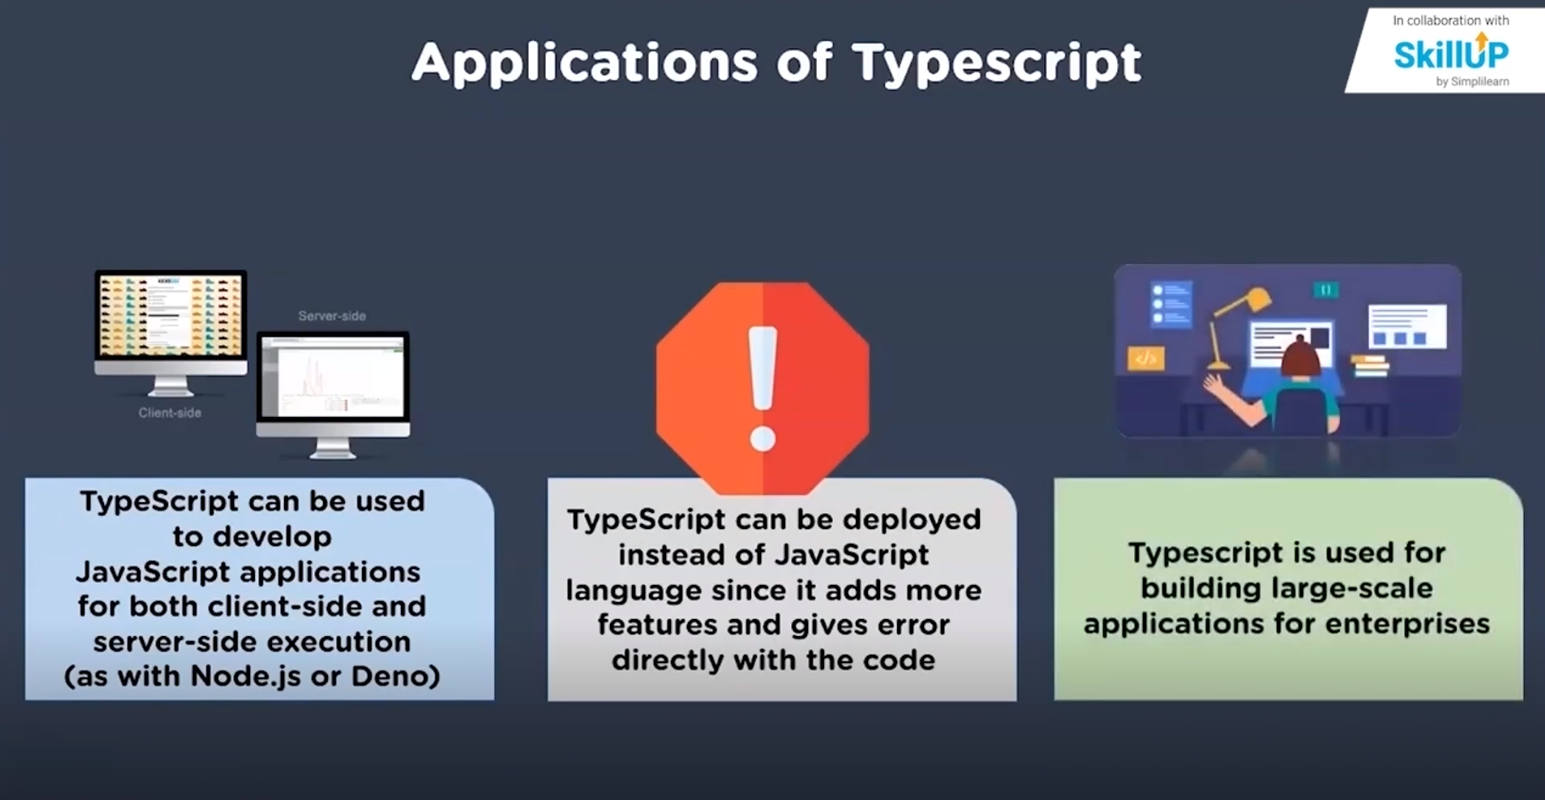 In collaboration with
SkillUP
by Simplilearn
Applications of Typescript
Client-side
Server-side
{}
</>
TypeScript can be used
to develop
JavaScript applications
for both client-side and
server-side execution
(as with Node.js or Deno)
TypeScript can be deployed
instead of JavaScript
language since it adds more
features and gives error
directly with the code
Typescript is used for
building large-scale
applications for enterprises